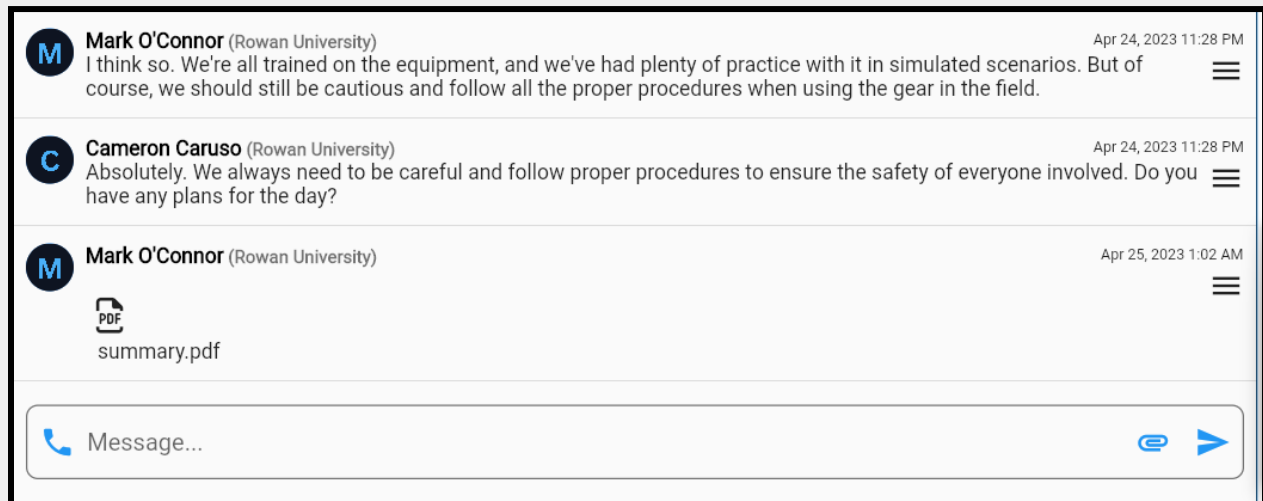 M
Mark O'Connor (Rowan University)
Apr 24, 2023 11:28 PM
I think so. We're all trained on the equipment, and we've had plenty of practice with it in simulated scenarios. But of
course, we should still be cautious and follow all the proper procedures when using the gear in the field.
C
Cameron Caruso (Rowan University)
Apr 24, 2023 11:28 PM
Absolutely. We always need to be careful and follow proper procedures to ensure the safety of everyone involved. Do you
have any plans for the day?
M
Mark O'Connor (Rowan University)
Apr 25, 2023 1:02 AM
PDF
summary.pdf
Message...